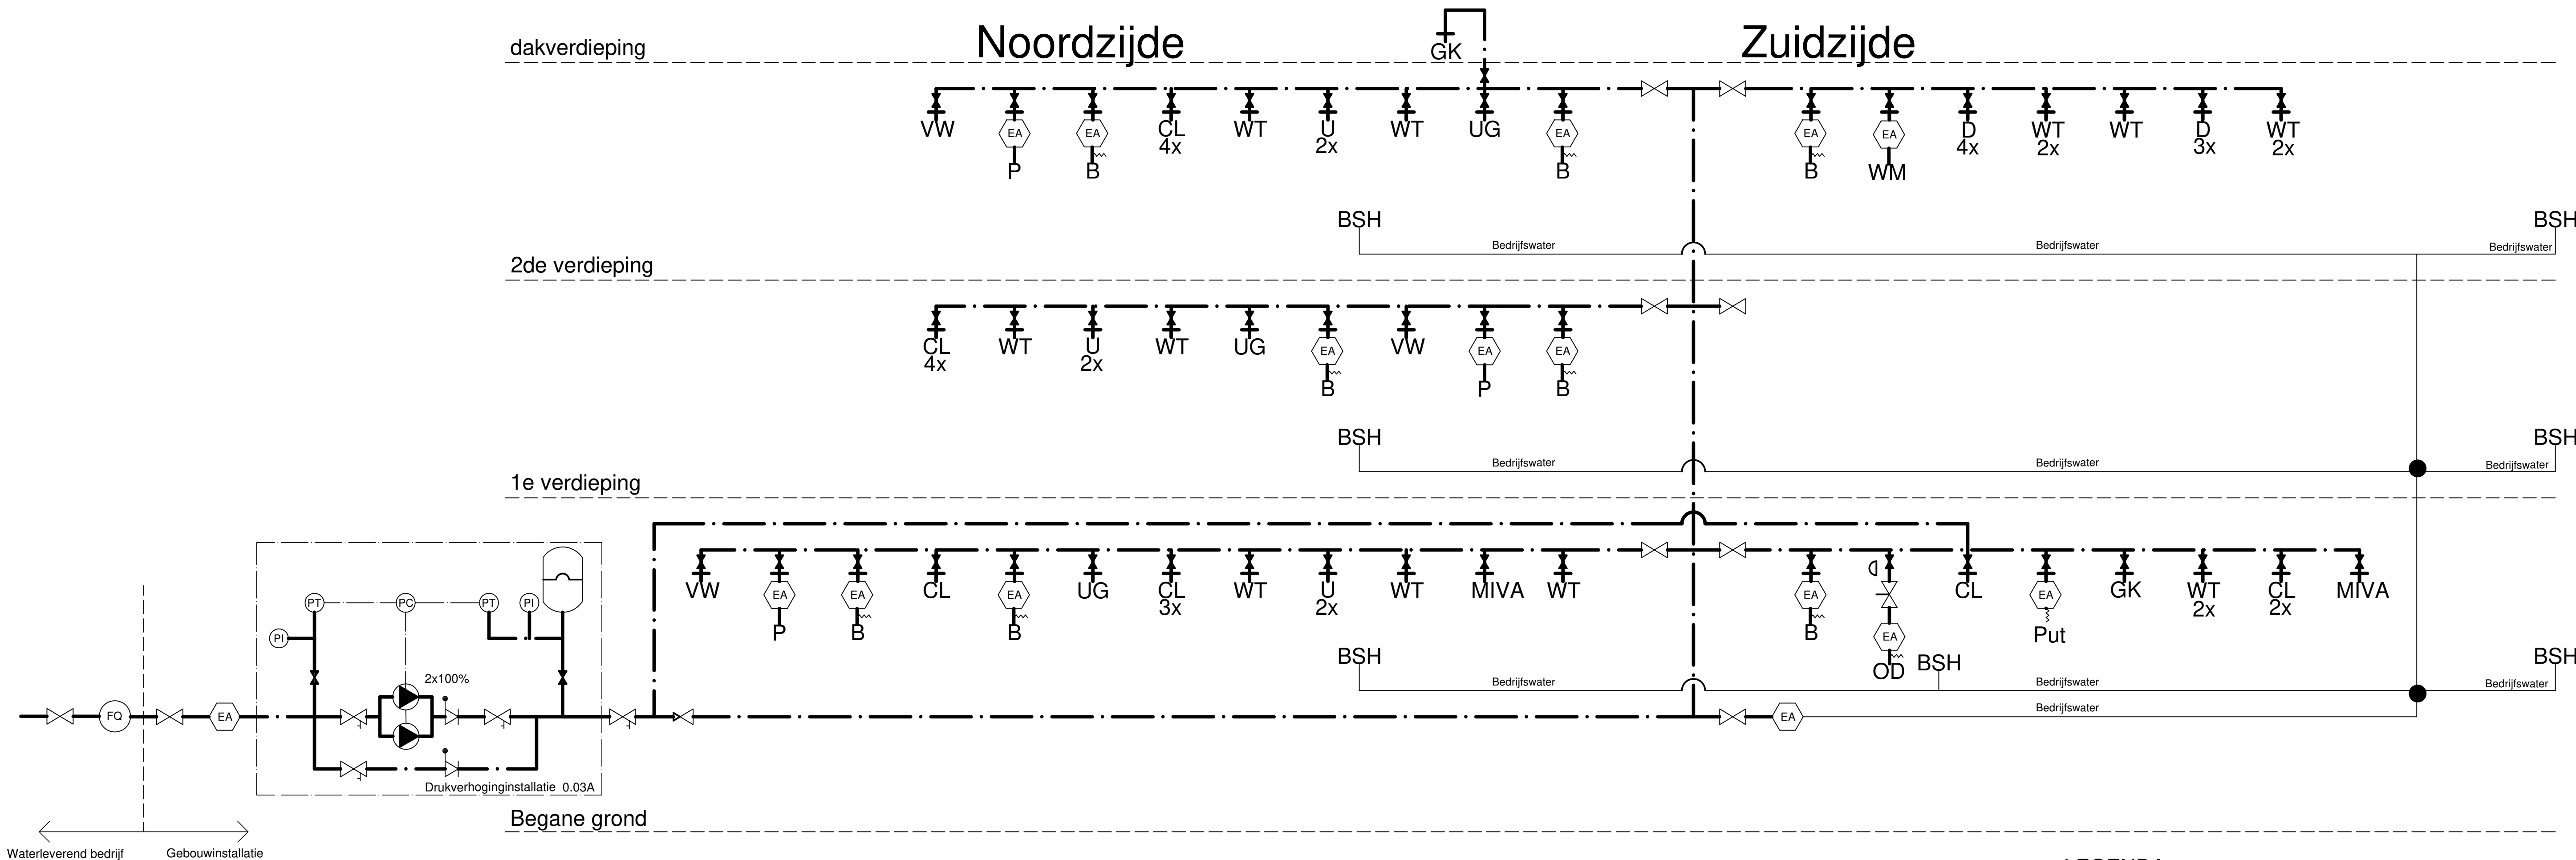 dakverdieping
Noordzijde
GK
Zuidzijde
VW
EA
P
EA
B
CL
4x
WT
U
2x
WT
UG
EA
B
EA
B
EA
WM
D
4x
WT
2x
WT
D
3x
WT
2x
BSH
Bedrijfswater
Bedrijfswater
BSH
Bedrijfswater
2de verdieping
CL
4x
WT
U
2x
WT
UG
EA
B
VW
EA
P
EA
B
BSH
Bedrijfswater
Bedrijfswater
BSH
Bedrijfswater
1e verdieping
VW
EA
P
EA
B
CL
EA
B
UG
CL
3x
WT
U
2x
WT
MIVA
WT
EA
B
EA
OD
CL
EA
Put
GK
WT
2x
CL
2x
MIVA
BSH
Bedrijfswater
BSH
Bedrijfswater
BSH
Bedrijfswater
PT
PC
PT
PI
PI
2x100%
FQ
EA
EA
Bedrijfswater
Drukverhoginginstallatie 0.03A
Begane grond
Waterleverend bedrijf
Gebouwinstallatie